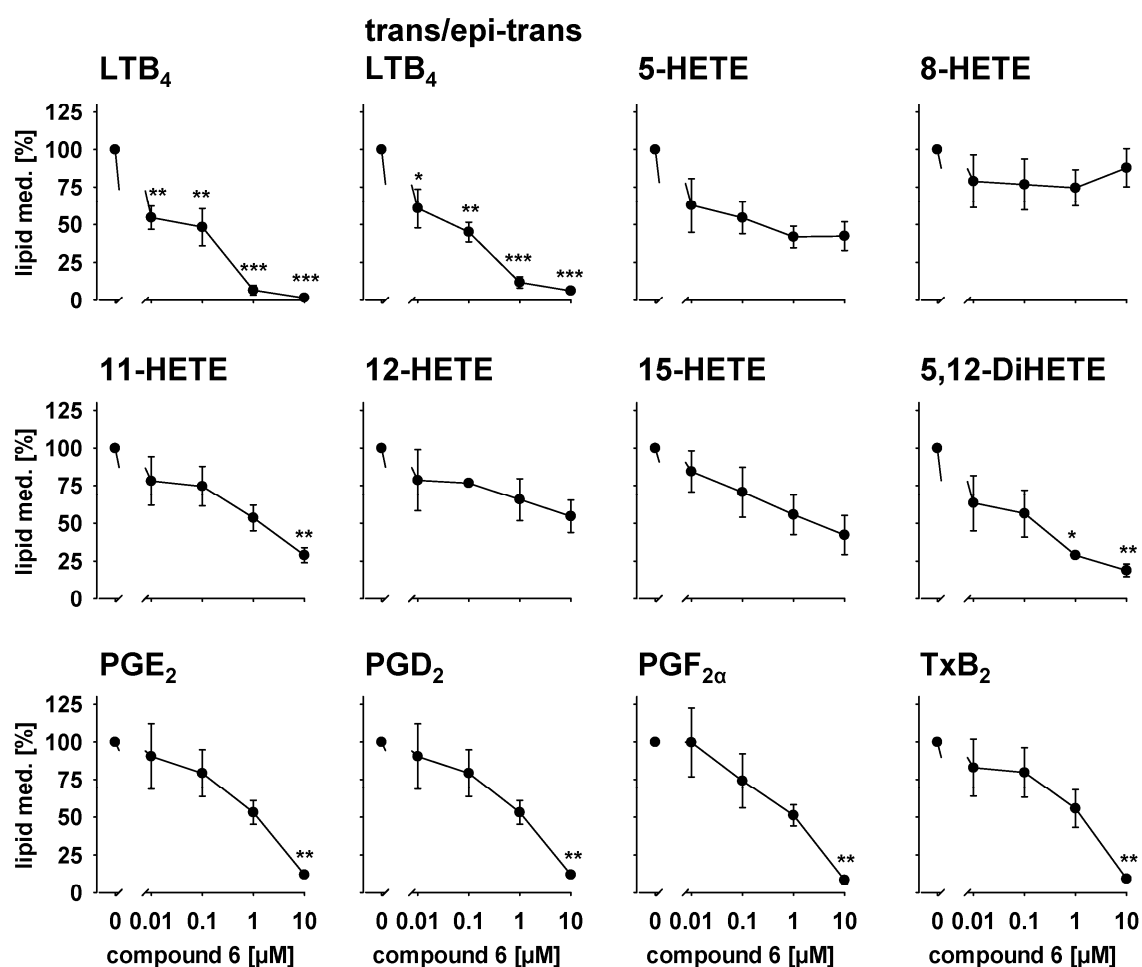 trans/epi-trans
LTB4 LTB4 5-HETE 8-HETE
lipid med. [%]
125
100
75
50
25
0
** ** *** ***
* ** *** ***
11-HETE 12-HETE 15-HETE 5,12-DiHETE
lipid med. [%]
125
100
75
50
25
0
**
* **
PGE2 PGD2 PGF2α TxB2
lipid med. [%]
125
100
75
50
25
0
** ** ** **
0 0.01 0.1 1 10 0 0.01 0.1 1 10 0 0.01 0.1 1 10 0 0.01 0.1 1 10
compound 6 [µM] compound 6 [µM] compound 6 [µM] compound 6 [µM]